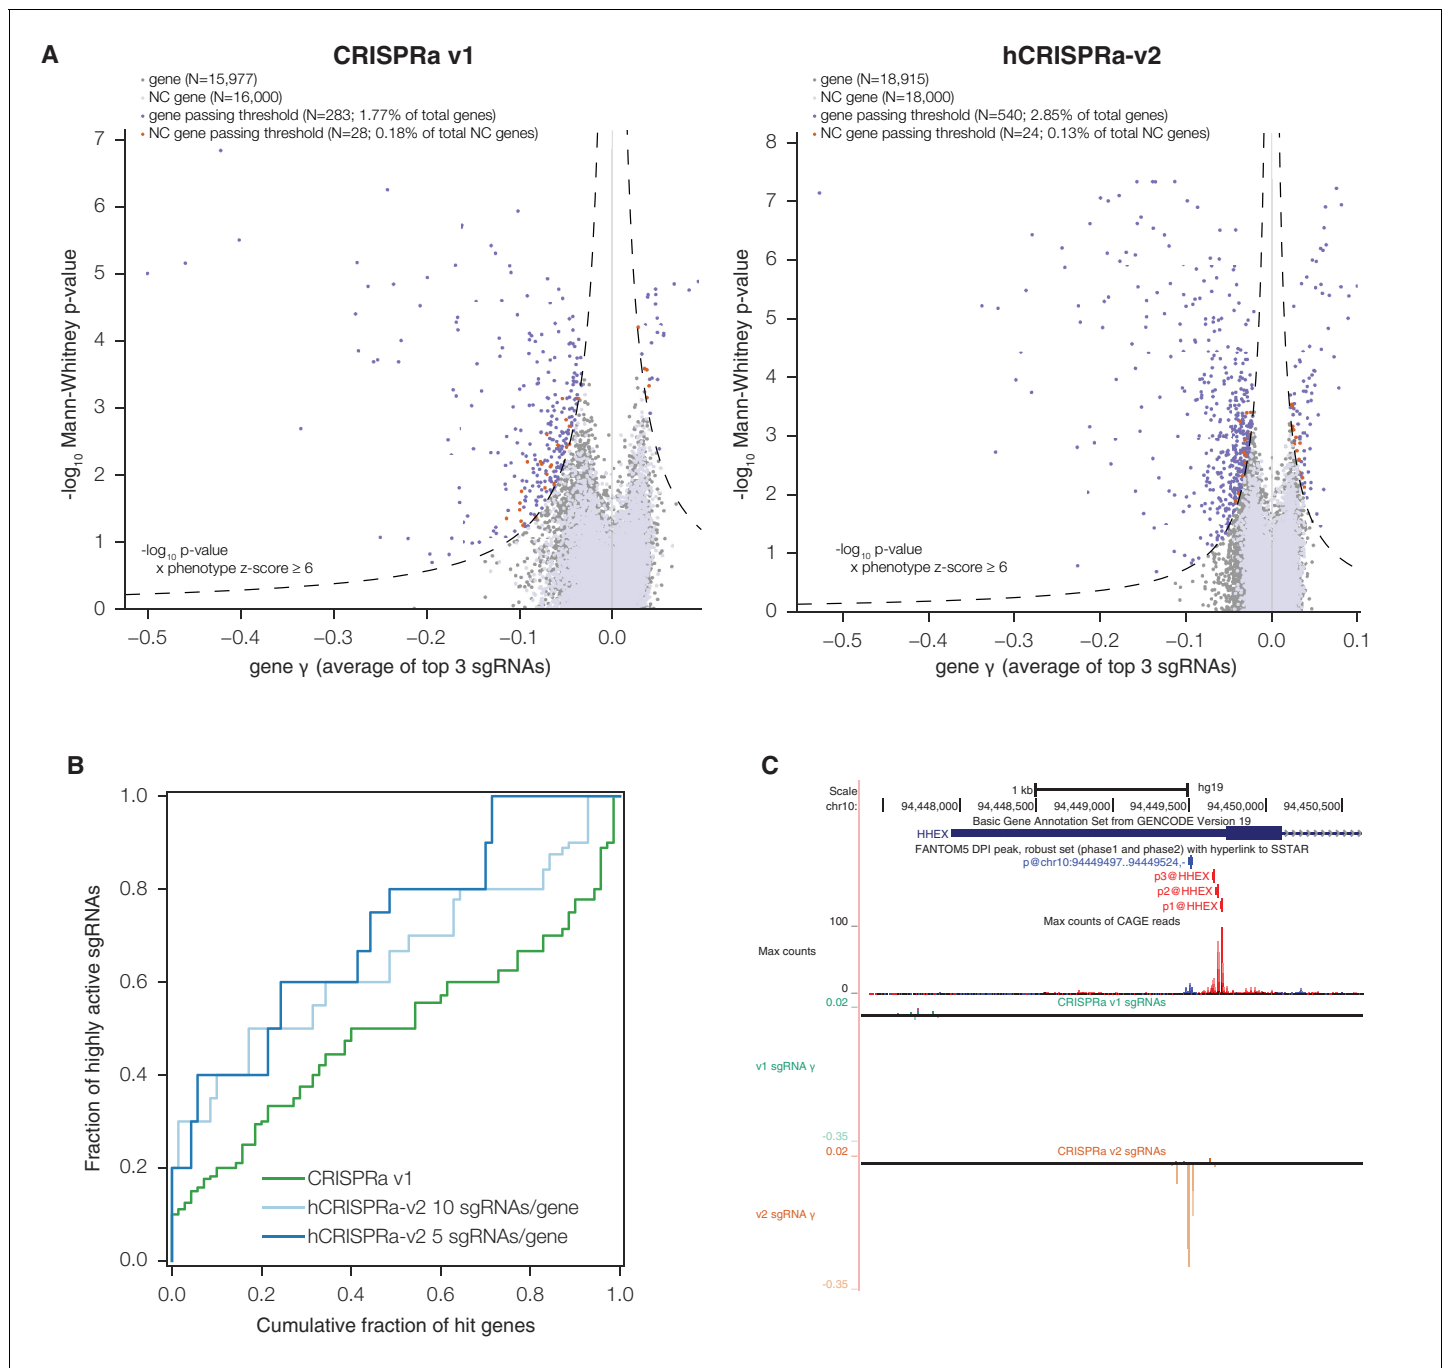 A
CRISPRa v1
gene (N=15,977)
NC gene (N=16,000)
gene passing threshold (N=283; 1.77% of total genes)
NC gene passing threshold (N=28; 0.18% of total NC genes)
7
6
5
4
3
2
1
0
-log10 Mann-Whitney p-value
-log10 p-value
x phenotype z-score ≥ 6
−0.5
−0.4
−0.3
−0.2
−0.1
0.0
gene γ (average of top 3 sgRNAs)
hCRISPRa-v2
gene (N=18,915)
NC gene (N=18,000)
gene passing threshold (N=540; 2.85% of total genes)
NC gene passing threshold (N=24; 0.13% of total NC genes)
8
7
6
5
4
3
2
1
0
-log10 Mann-Whitney p-value
-log10 p-value
x phenotype z-score ≥ 6
−0.5
−0.4
−0.3
−0.2
−0.1
0.0
0.1
gene γ (average of top 3 sgRNAs)
B
1.0
0.8
0.6
0.4
0.2
0.0
Fraction of highly active sgRNAs
CRISPRa v1
hCRISPRa-v2 10 sgRNAs/gene
hCRISPRa-v2 5 sgRNAs/gene
0.0
0.2
0.4
0.6
0.8
1.0
Cumulative fraction of hit genes
C
Scale
1 kb
hg19
chr10:
94,448,000
94,448,500
94,449,000
94,449,500
94,450,000
94,450,500
Basic Gene Annotation Set from GENCODE Version 19
HHEX
FANTOM5 DPI peak, robust set (phase1 and phase2) with hyperlink to SSTAR
p@chr10:94449497..94449524,-
p3@HHEX
p2@HHEX
p1@HHEX
Max counts of CAGE reads
100
Max counts
0
0.02
CRISPRa v1 sgRNAs
v1 sgRNA γ
-0.35
0.02
CRISPRa v2 sgRNAs
v2 sgRNA γ
-0.35